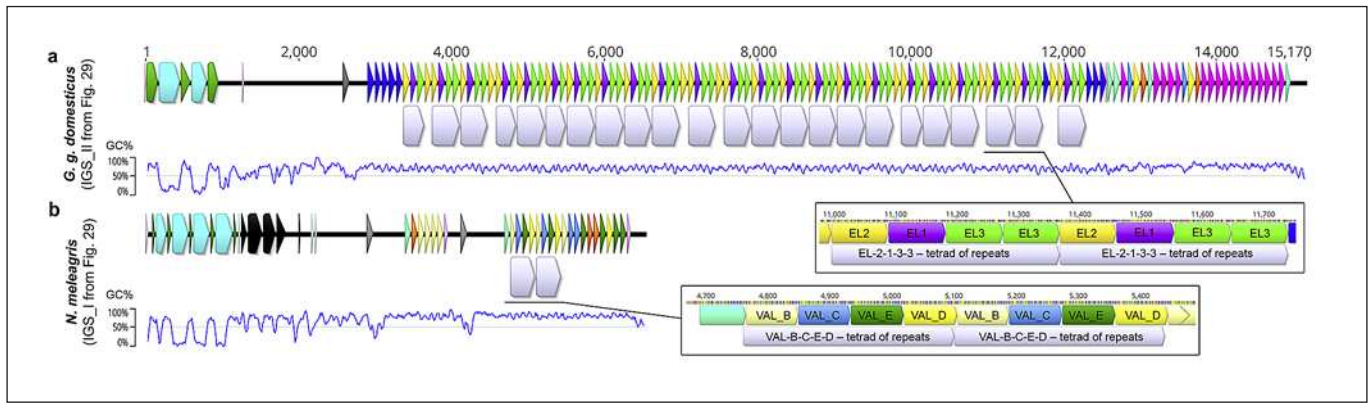 a
1 2,000 4,000 6,000 8,000 10,000 12,000 14,000 15,170
G. g. domesticus
(IGS_II from Fig. 29)
GC%
100%
50%
0%
b
N. meleagris
(IGS_I from Fig. 29)
GC%
100%
50%
0%
11,000 11,100 11,200 11,300 11,400 11,500 11,600 11,700
EL2 EL1 EL3 EL3 EL2 EL1 EL3 EL3
EL-2-1-3-3 – tetrad of repeats EL-2-1-3-3 – tetrad of repeats
4,700 4,800 4,900 5,000 5,100 5,200 5,300 5,400
VAL_B VAL_C VAL_E VAL_D VAL_B VAL_C VAL_E VAL_D
VAL-B-C-E-D – tetrad of repeats VAL-B-C-E-D – tetrad of repeats